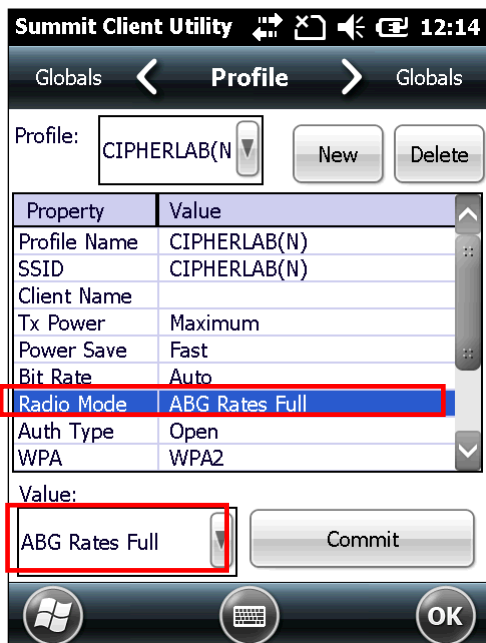 Summit Client Utility 12:14
Globals Profile Globals
Profile: CIPHERLAB(N New Delete
Property Value
Profile Name CIPHERLAB(N)
SSID CIPHERLAB(N)
Client Name
Tx Power Maximum
Power Save Fast
Bit Rate Auto
Radio Mode ABG Rates Full
Auth Type Open
WPA WPA2
Value:
ABG Rates Full Commit
OK